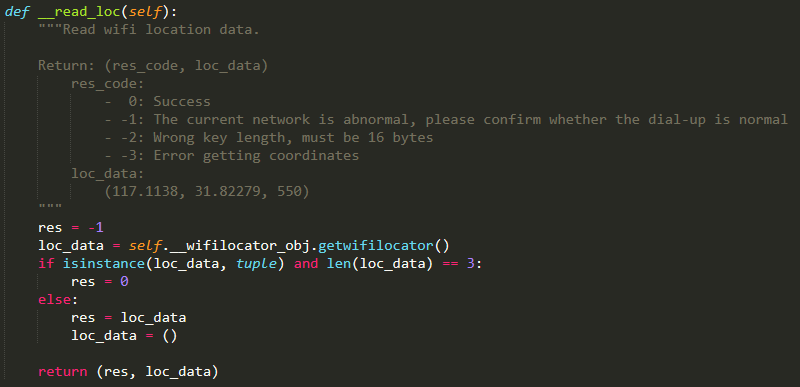 def __read_loc(self):
    """Read wifi location data.

    Return: (res_code, loc_data)
        res_code:
            -  0: Success
            - -1: The current network is abnormal, please confirm whether the dial-up is normal
            - -2: Wrong key length, must be 16 bytes
            - -3: Error getting coordinates
        loc_data:
            (117.1138, 31.82279, 550)
    """
    res = -1
    loc_data = self.__wifilocator_obj.getwifilocator()
    if isinstance(loc_data, tuple) and len(loc_data) == 3:
        res = 0
    else:
        res = loc_data
        loc_data = ()

    return (res, loc_data)